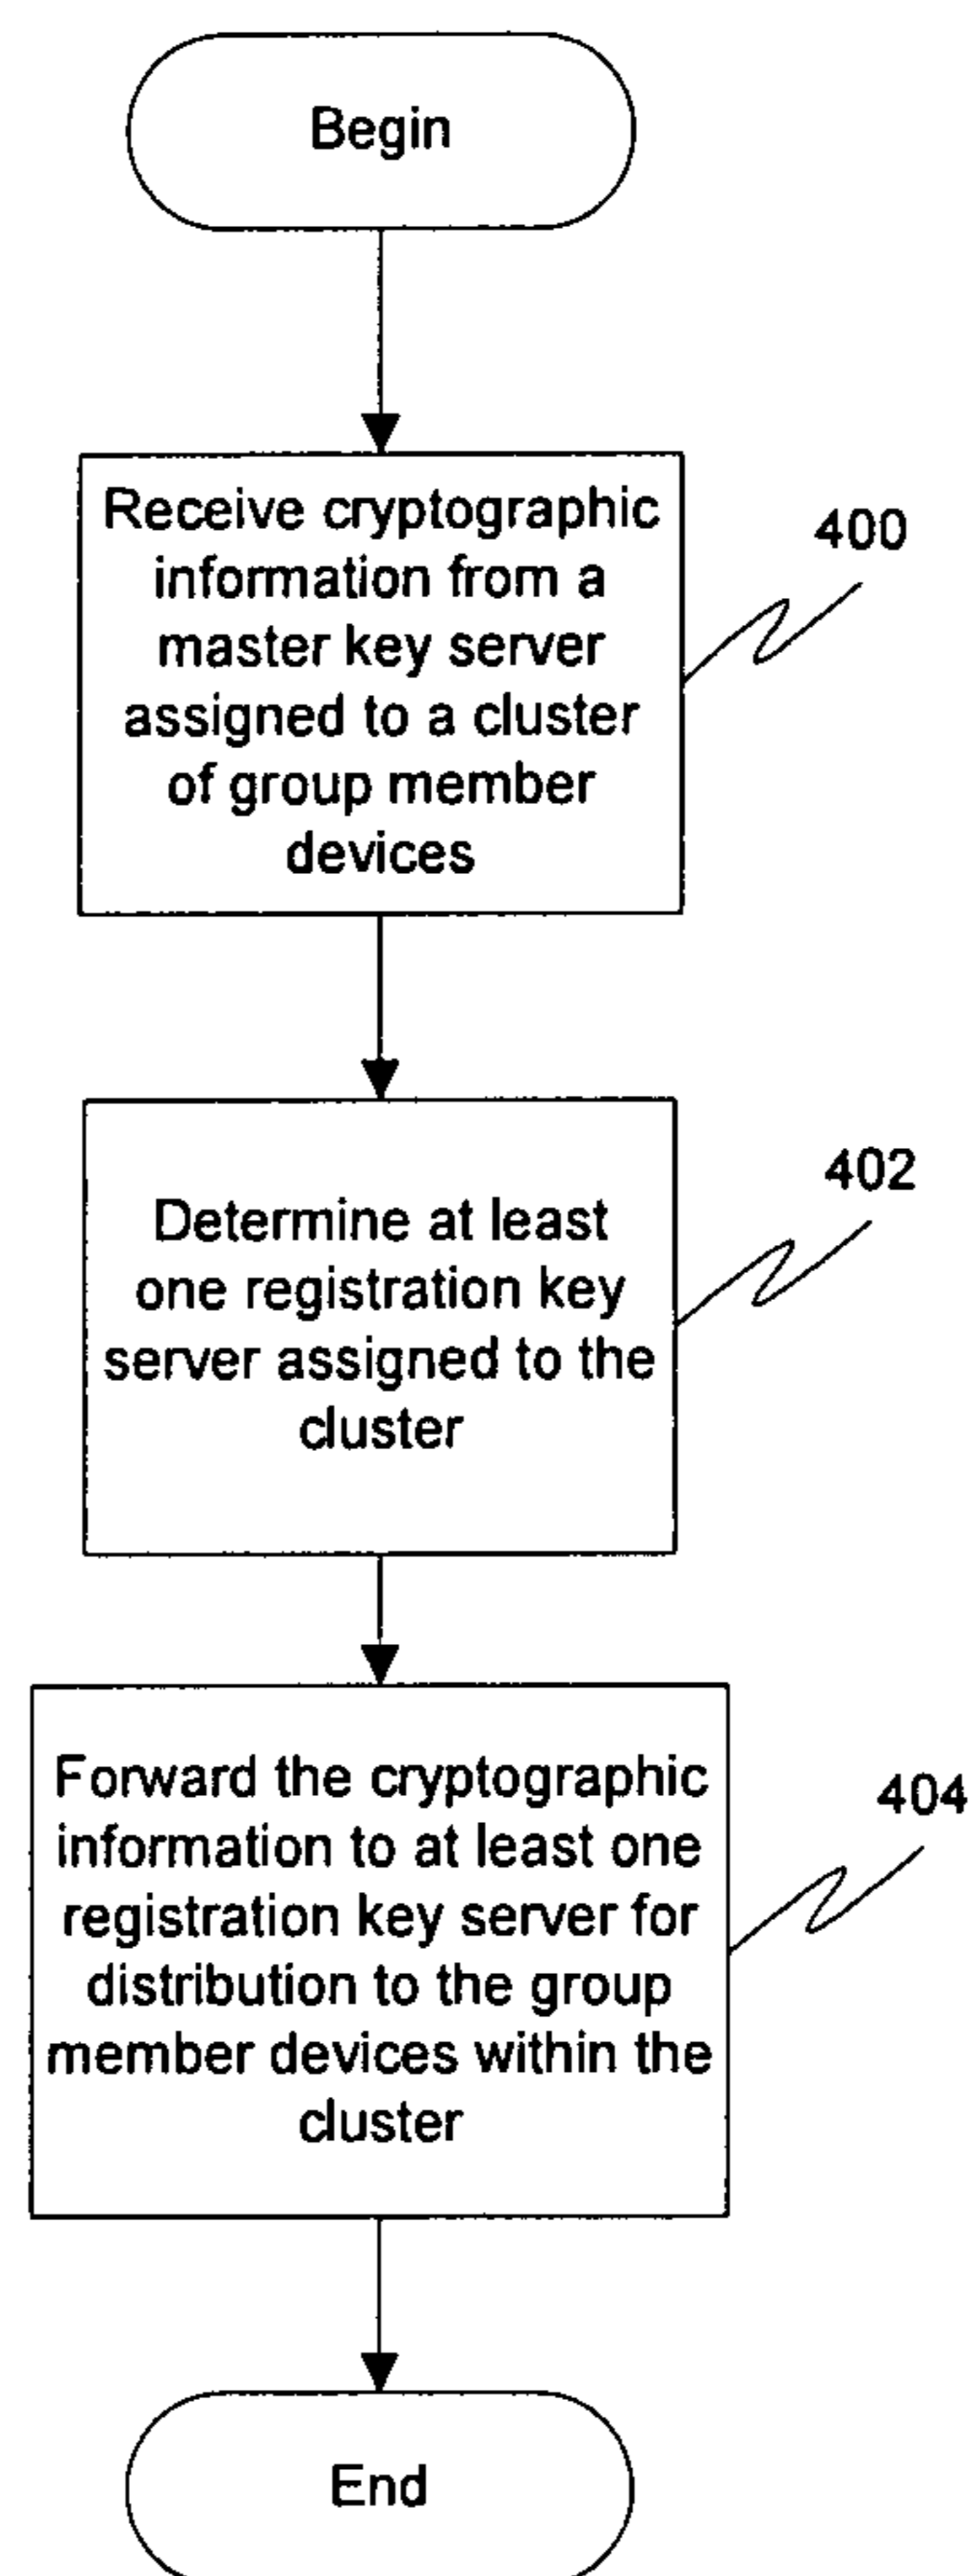 Begin
Receive cryptographic
information from a
master key server
assigned to a cluster
of group member
devices
400
Determine at least
one registration key
server assigned to the
cluster
402
Forward the cryptographic
information to at least one
registration key server for
distribution to the group
member devices within the
cluster
404
End